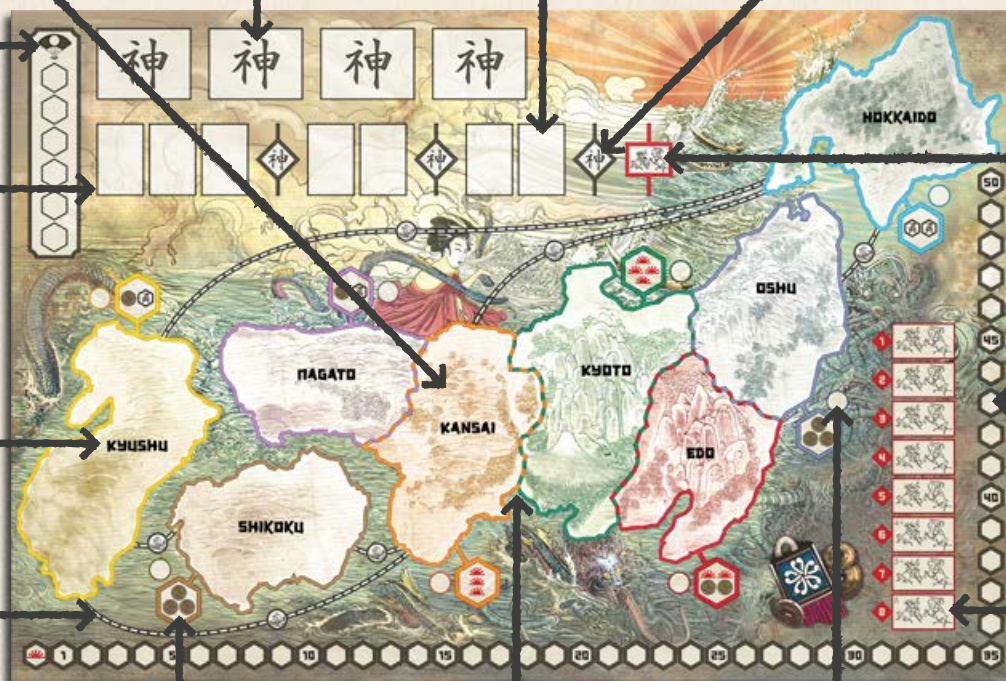 神 神 神 神
神 神 神
HOKKAIDO
50
OSHU
45
1
2
3
4
5
6
7
8
NAGATO
KYOTO
KANSAI
KYUSHU
EDO
SHIKOKU
40
1 5 10 15 20 25 30 35